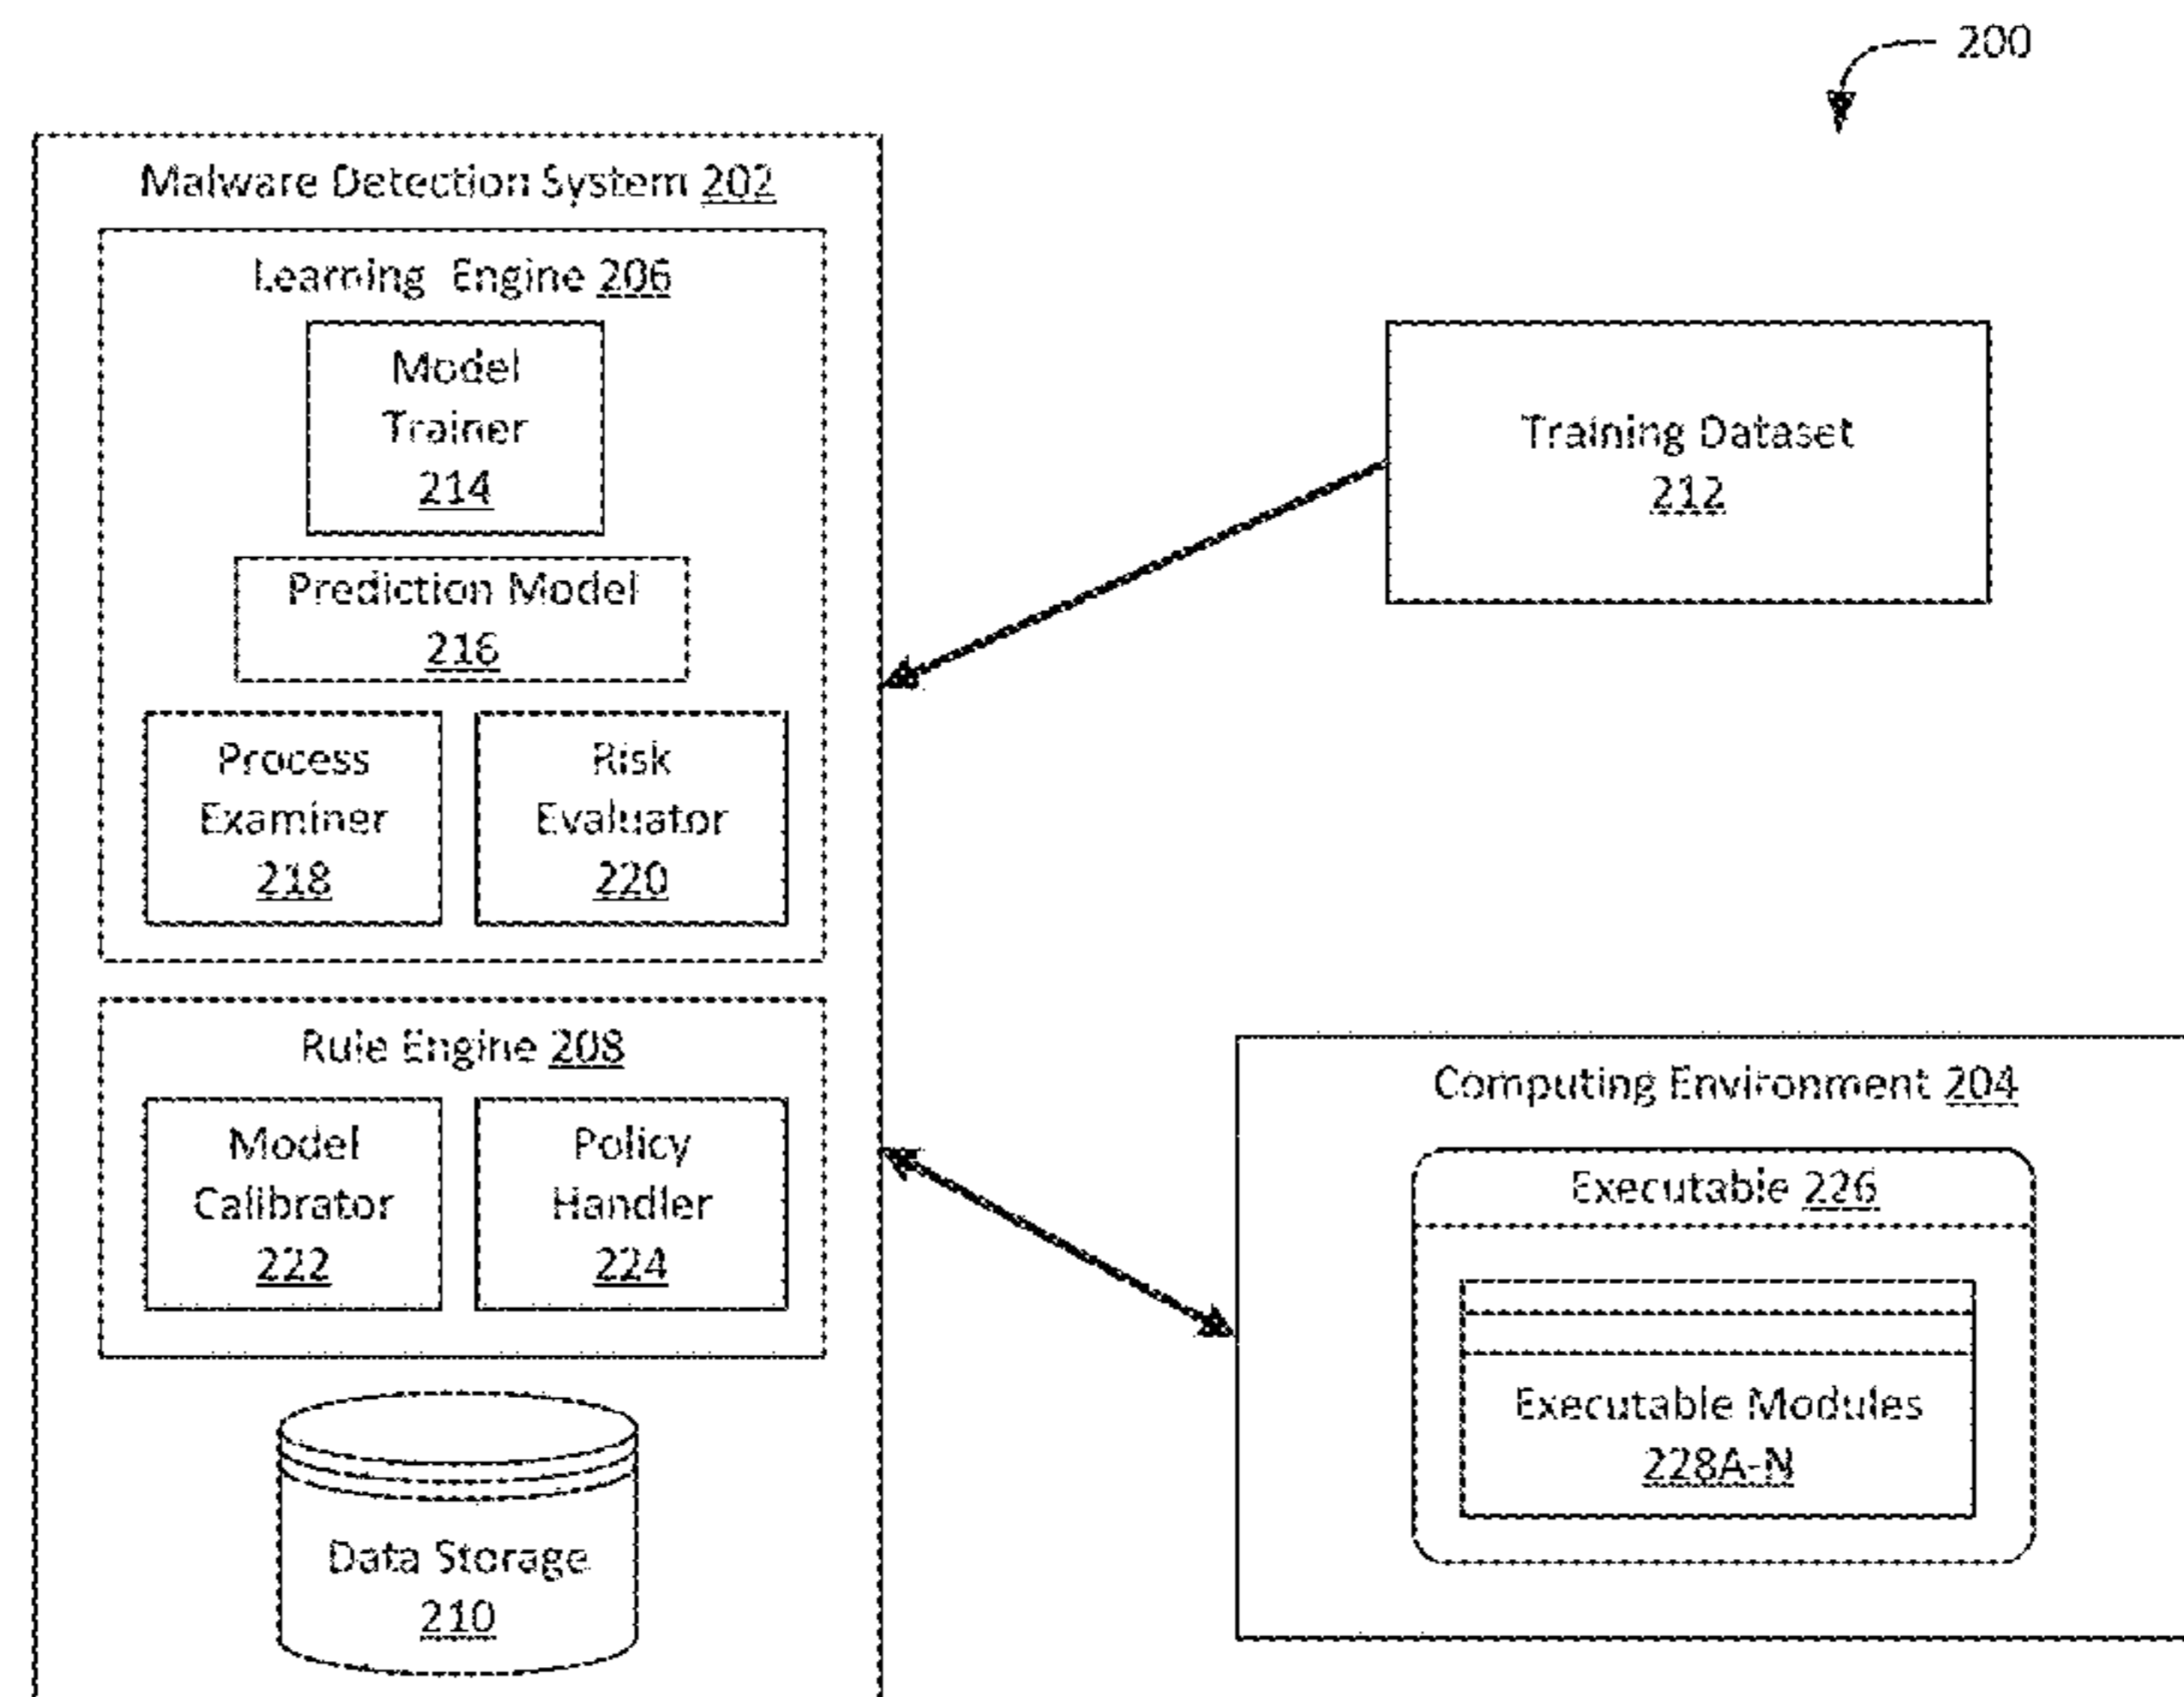 200
Malware Detection System 202
Learning Engine 206
Model
Trainer
214
Prediction Model
216
Process
Examiner
218
Risk
Evaluator
220
Rule Engine 208
Model
Calibrator
222
Policy
Handler
224
Data Storage
210
Training Dataset
212
Computing Environment 204
Executable 226
Executable Modules
228A-N